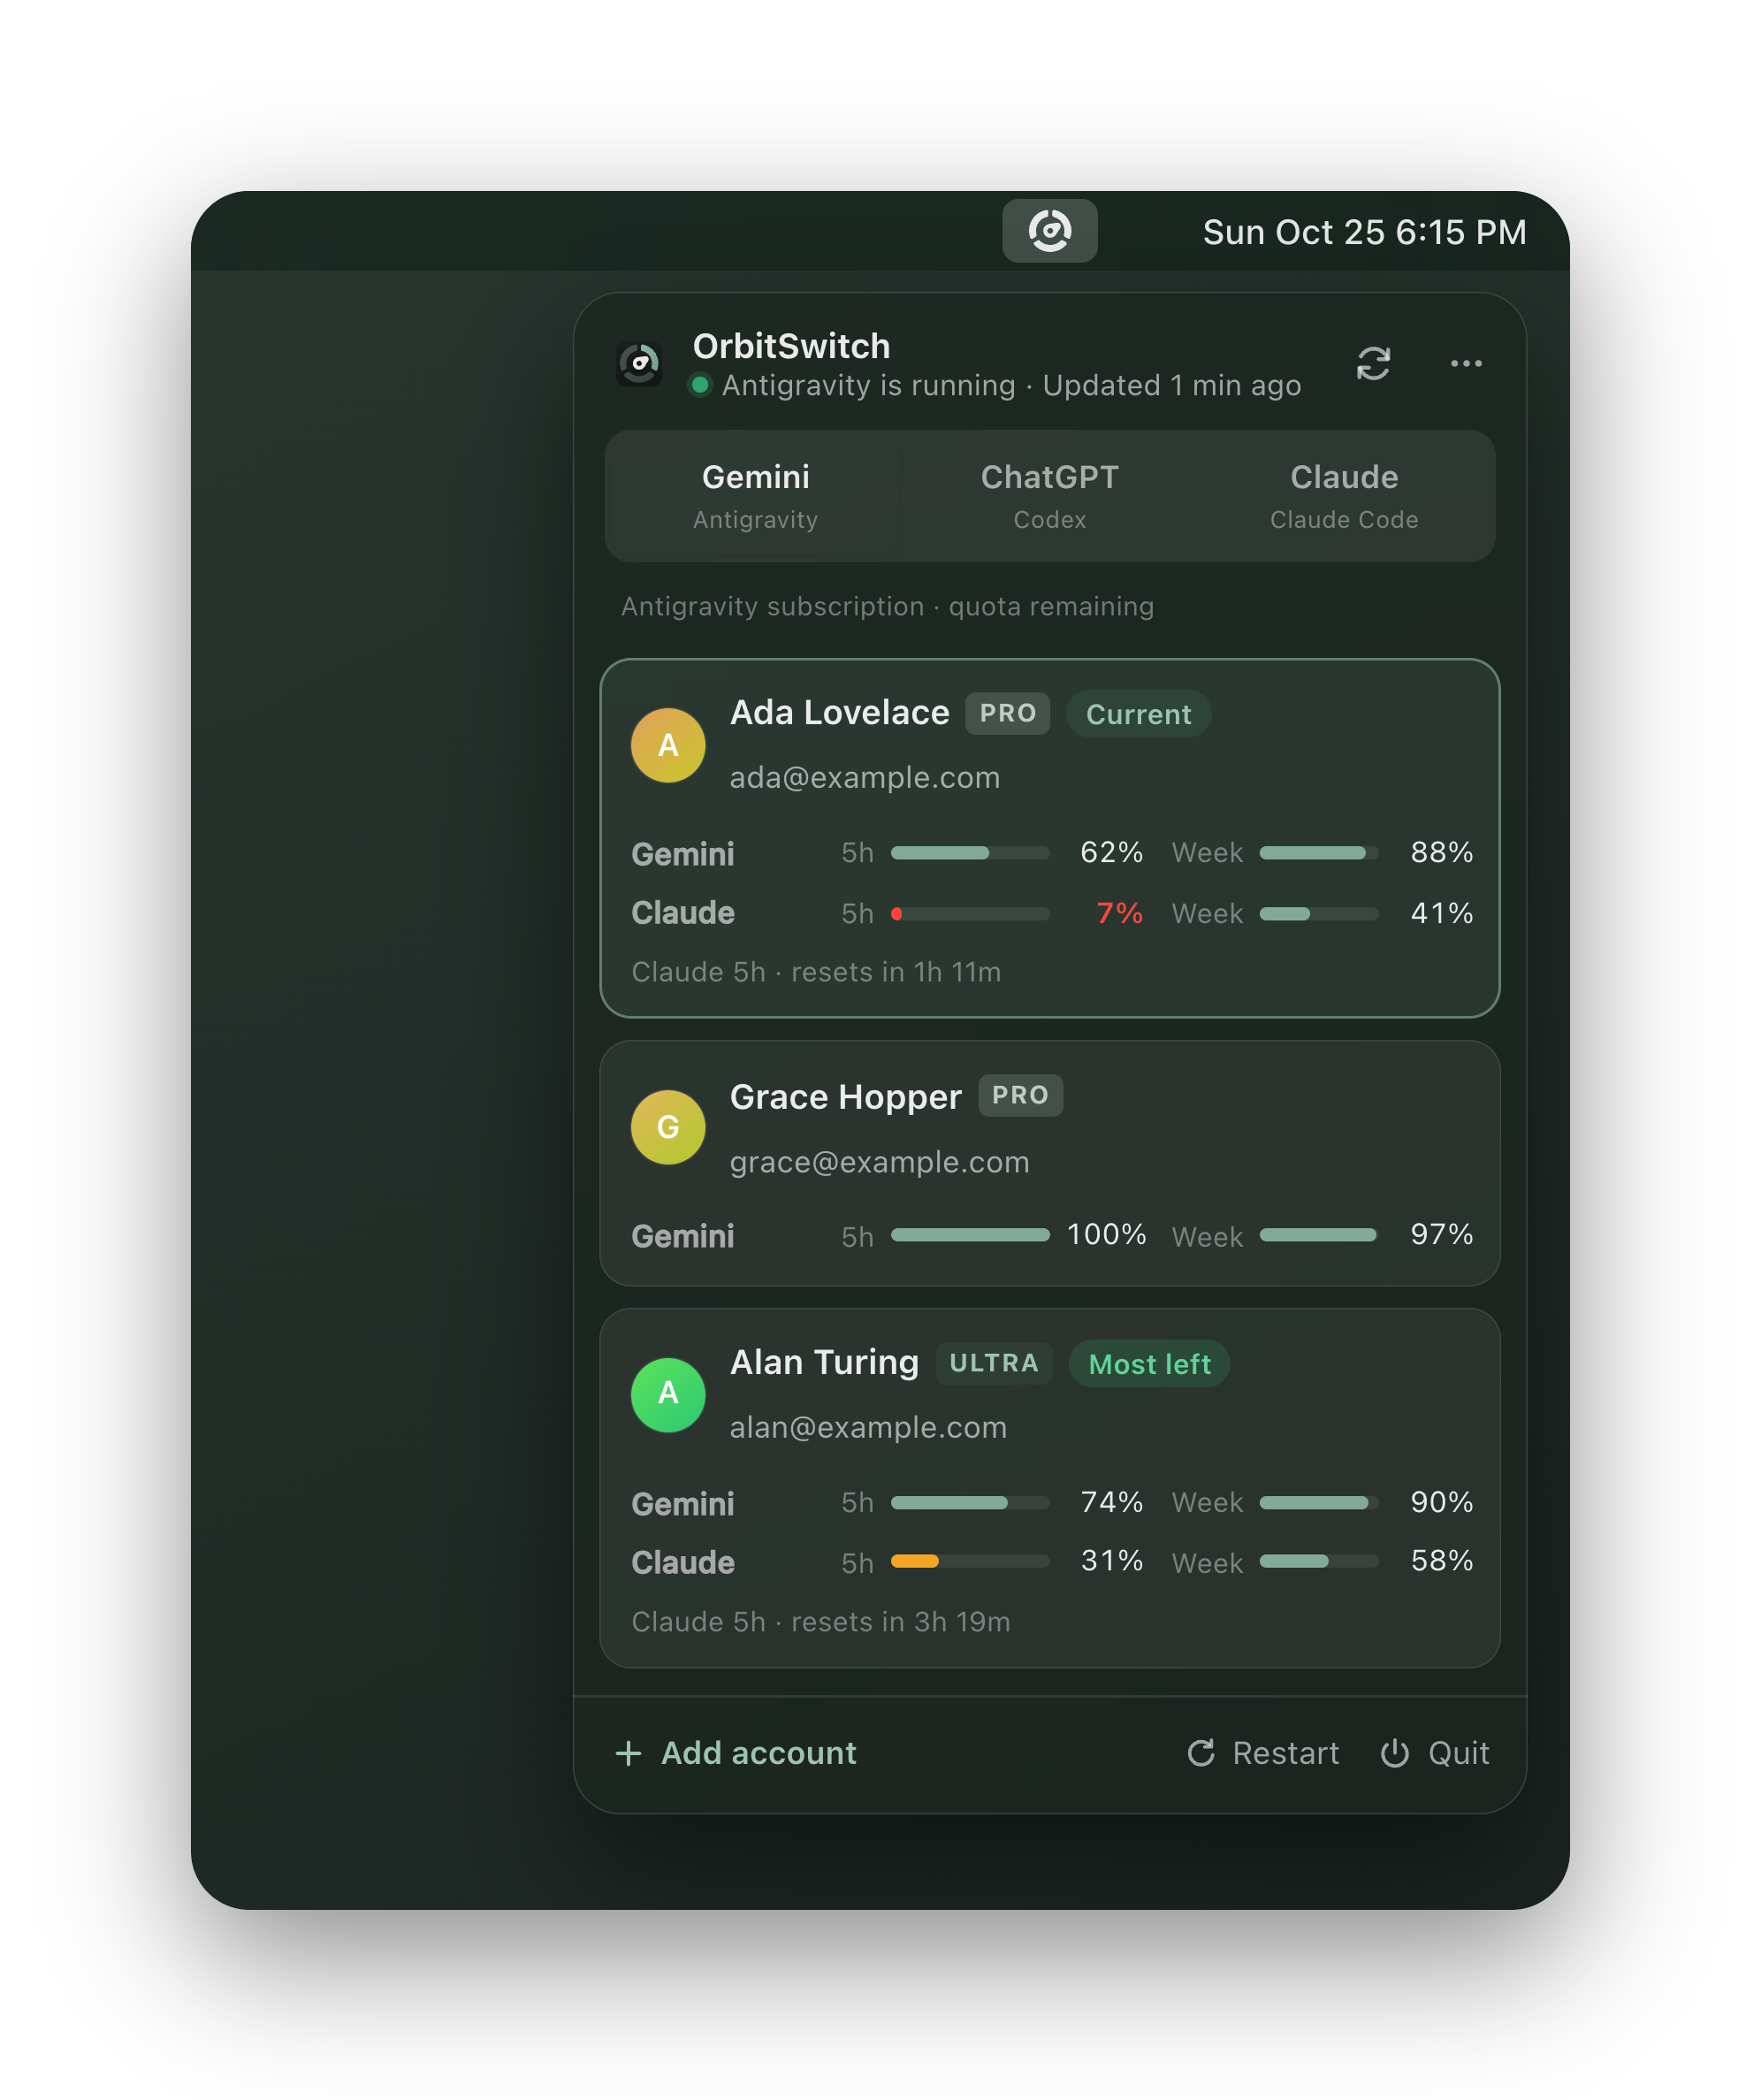 Sun Oct 25 6:15 PM
OrbitSwitch
Antigravity is running · Updated 1 min ago
Gemini ChatGPT Claude
Antigravity Codex Claude Code
Antigravity subscription · quota remaining
A
Ada Lovelace PRO Current
ada@example.com
Gemini 5h 62% Week 88%
Claude 5h 7% Week 41%
Claude 5h · resets in 1h 11m
G
Grace Hopper PRO
grace@example.com
Gemini 5h 100% Week 97%
A
Alan Turing ULTRA Most left
alan@example.com
Gemini 5h 74% Week 90%
Claude 5h 31% Week 58%
Claude 5h · resets in 3h 19m
+ Add account Restart Quit